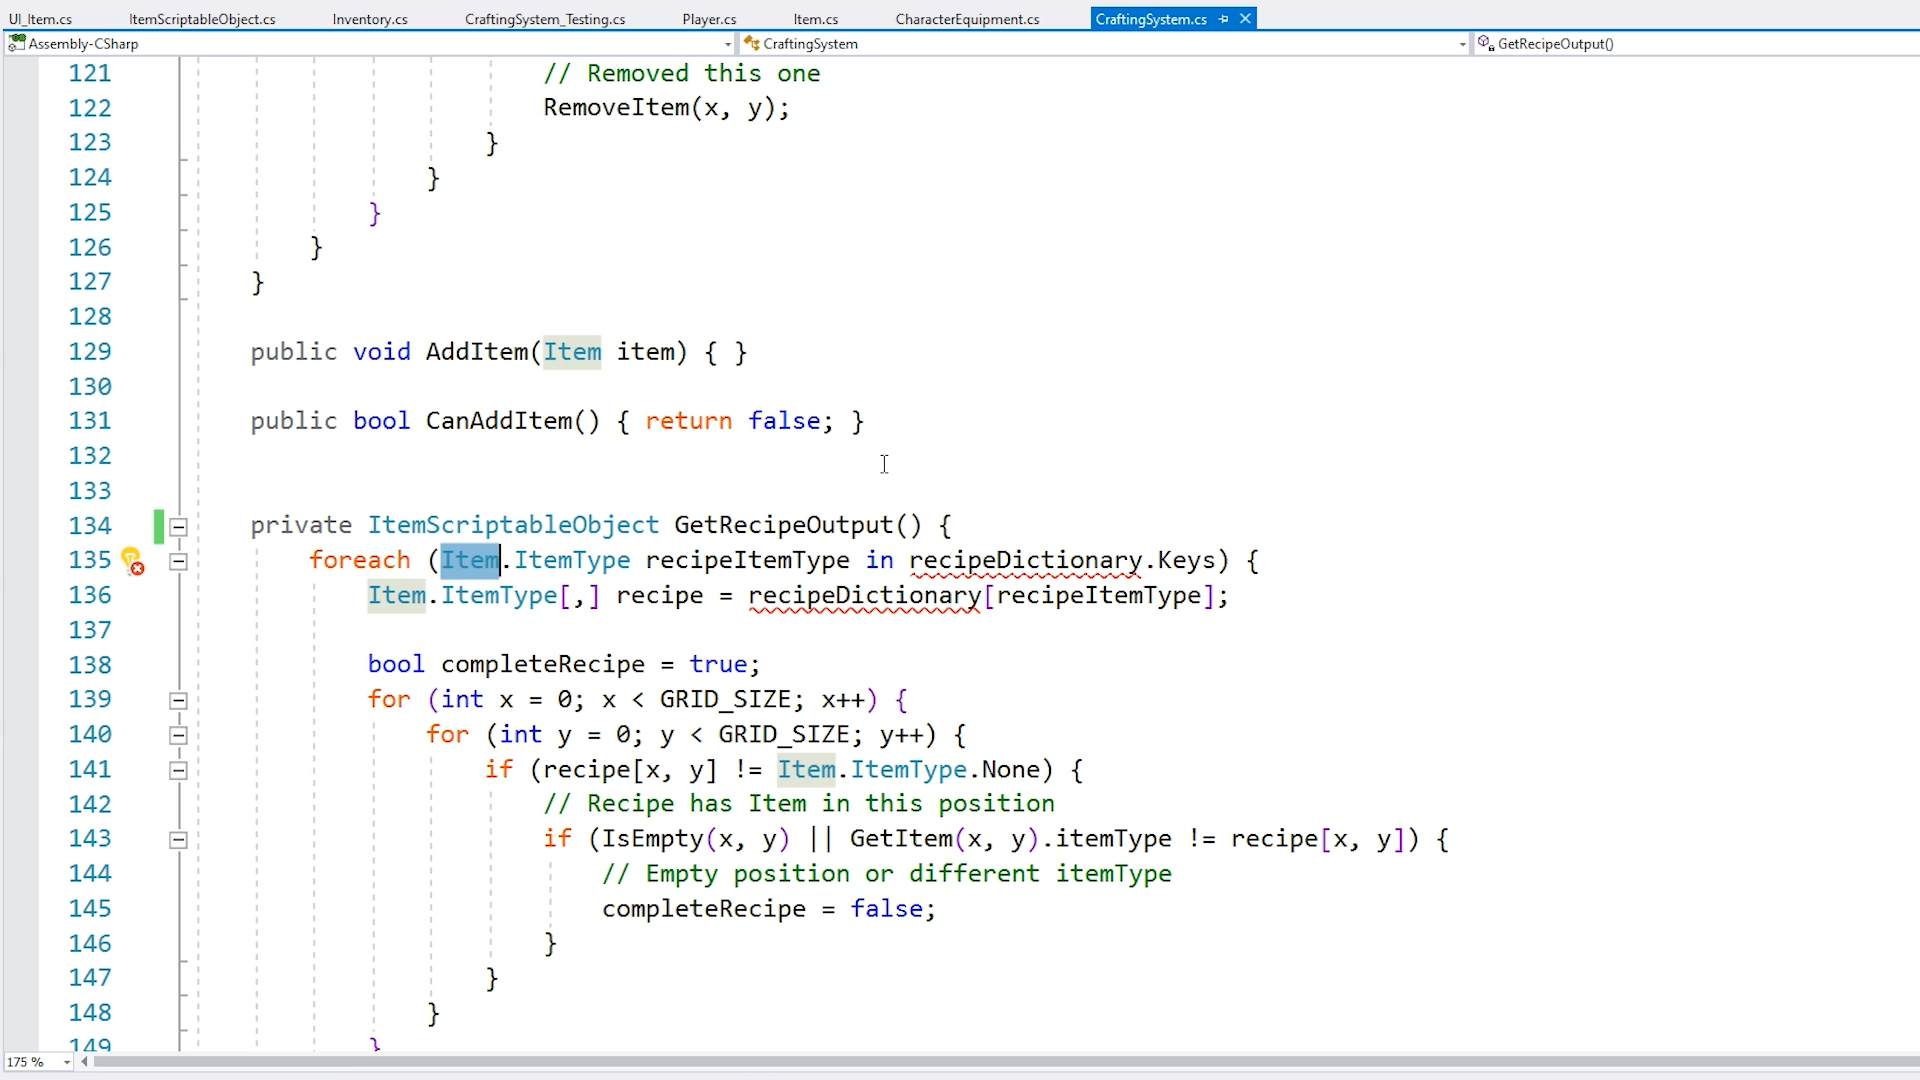 UI_Item.cs ItemScriptableObject.cs Inventory.cs CraftingSystem_Testing.cs Player.cs Item.cs CharacterEquipment.cs CraftingSystem.cs
Assembly-CSharp CraftingSystem GetRecipeOutput()
121 // Removed this one
122 RemoveItem(x, y);
123 }
124 }
125 }
126 }
127 }
128
129 public void AddItem(Item item) { }
130
131 public bool CanAddItem() { return false; }
132
133
134 private ItemScriptableObject GetRecipeOutput() {
135 foreach (Item.ItemType recipeItemType in recipeDictionary.Keys) {
136 Item.ItemType[,] recipe = recipeDictionary[recipeItemType];
137
138 bool completeRecipe = true;
139 for (int x = 0; x < GRID_SIZE; x++) {
140 for (int y = 0; y < GRID_SIZE; y++) {
141 if (recipe[x, y] != Item.ItemType.None) {
142 // Recipe has Item in this position
143 if (IsEmpty(x, y) || GetItem(x, y).itemType != recipe[x, y]) {
144 // Empty position or different itemType
145 completeRecipe = false;
146 }
147 }
148 }
149 }
175 %